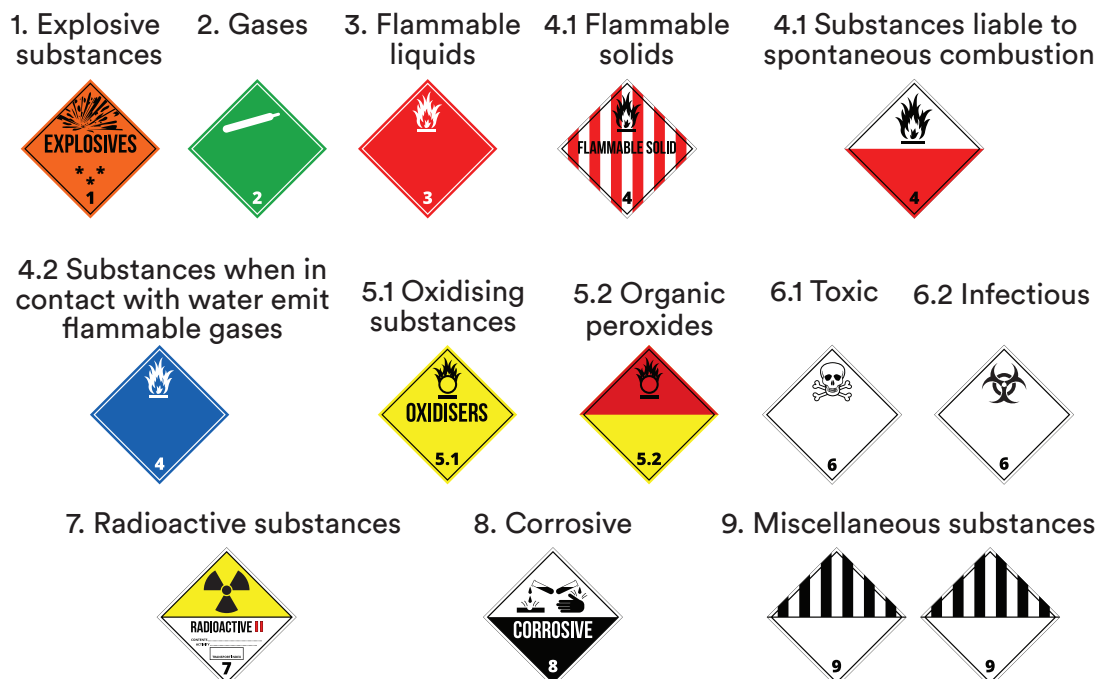 1. Explosive
substances
2. Gases
3. Flammable
liquids
4.1 Flammable
solids
4.1 Substances liable to
spontaneous combustion
EXPLOSIVES
* * *
1
2
3
FLAMMABLE SOLID
4
4
4.2 Substances when in
contact with water emit
flammable gases
5.1 Oxidising
substances
5.2 Organic
peroxides
6.1 Toxic
6.2 Infectious
4
OXIDISERS
5.1
5.2
6
6
7. Radioactive substances
8. Corrosive
9. Miscellaneous substances
RADIOACTIVE II
7
CORROSIVE
8
9
9